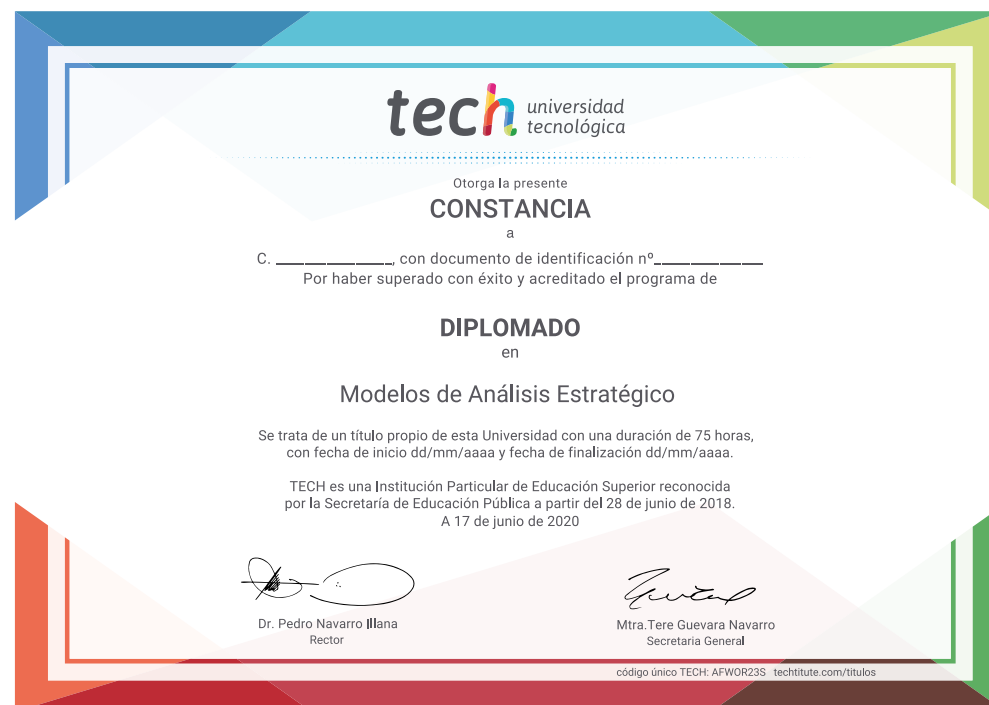 tech universidad
tecnológica
Otorga la presente
CONSTANCIA
a
C. _______________, con documento de identificación nº______________
Por haber superado con éxito y acreditado el programa de
DIPLOMADO
en
Modelos de Análisis Estratégico
Se trata de un título propio de esta Universidad con una duración de 75 horas,
con fecha de inicio dd/mm/aaaa y fecha de finalización dd/mm/aaaa.
TECH es una Institución Particular de Educación Superior reconocida
por la Secretaría de Educación Pública a partir del 28 de junio de 2018.
A 17 de junio de 2020
Dr. Pedro Navarro Illana
Rector
Mtra.Tere Guevara Navarro
Secretaria General
código único TECH: AFWOR23S techtitute.com/titulos